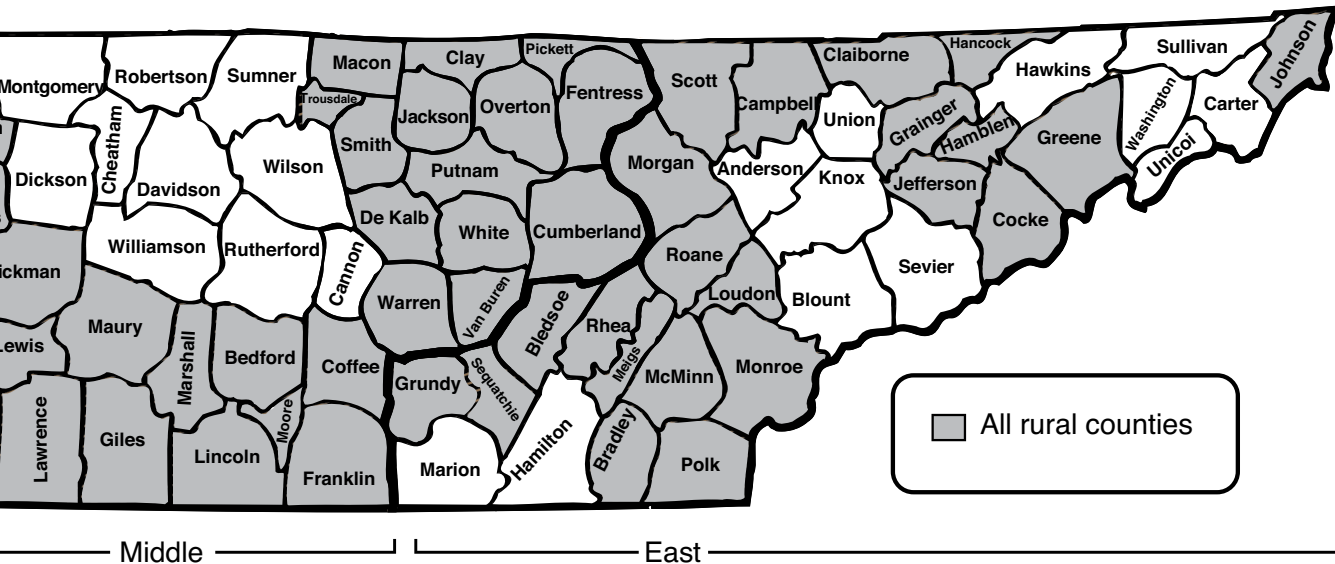 Johnson
Hancock
Pickett
Sullivan
Clay
Claiborne
Macon
Hawkins
Robertson
Sumner
Scott
Montgomery
Fentress
Trousdale
Campbell
Carter
Overton
Jackson
Union
Washington
Grainger
Hamblen
Greene
Smith
Cheatham
Unicoi
Morgan
Wilson
Anderson
Putnam
Dickson
Knox
Jefferson
Davidson
De Kalb
Cocke
White
Cumberland
Williamson
Rutherford
Roane
Sevier
Cannon
ickman
Loudon
Blount
Warren
Van Buren
Bledsoe
Rhea
Maury
ewis
Marshall
Bedford
Coffee
Meigs
Monroe
McMinn
Grundy
Sequatchie
All rural counties
Moore
Lawrence
Giles
Bradley
Hamilton
Lincoln
Marion
Polk
Franklin
Middle
East